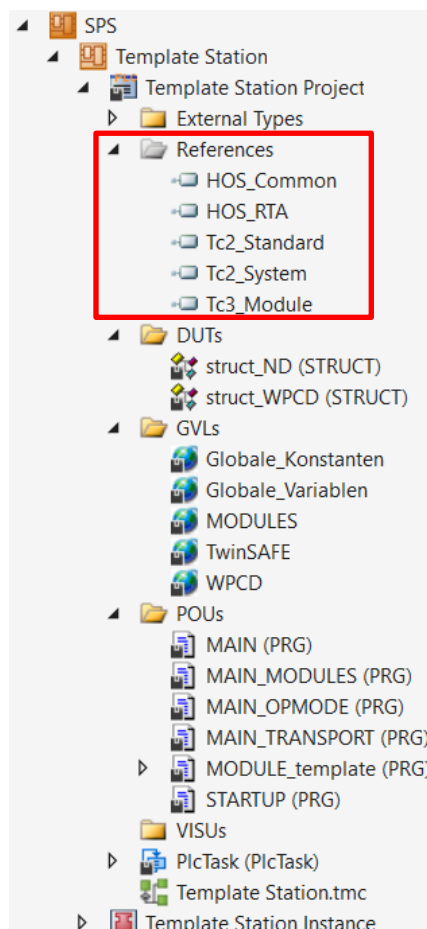 SPS
Template Station
Template Station Project
External Types
References
HOS_Common
HOS_RTA
Tc2_Standard
Tc2_System
Tc3_Module
DUTs
struct_ND (STRUCT)
struct_WPCD (STRUCT)
GVLs
Globale_Konstanten
Globale_Variablen
MODULES
TwinSAFE
WPCD
POUs
MAIN (PRG)
MAIN_MODULES (PRG)
MAIN_OPMODE (PRG)
MAIN_TRANSPORT (PRG)
MODULE_template (PRG)
STARTUP (PRG)
VISUs
PlcTask (PlcTask)
Template Station.tmc
Template Station Instance